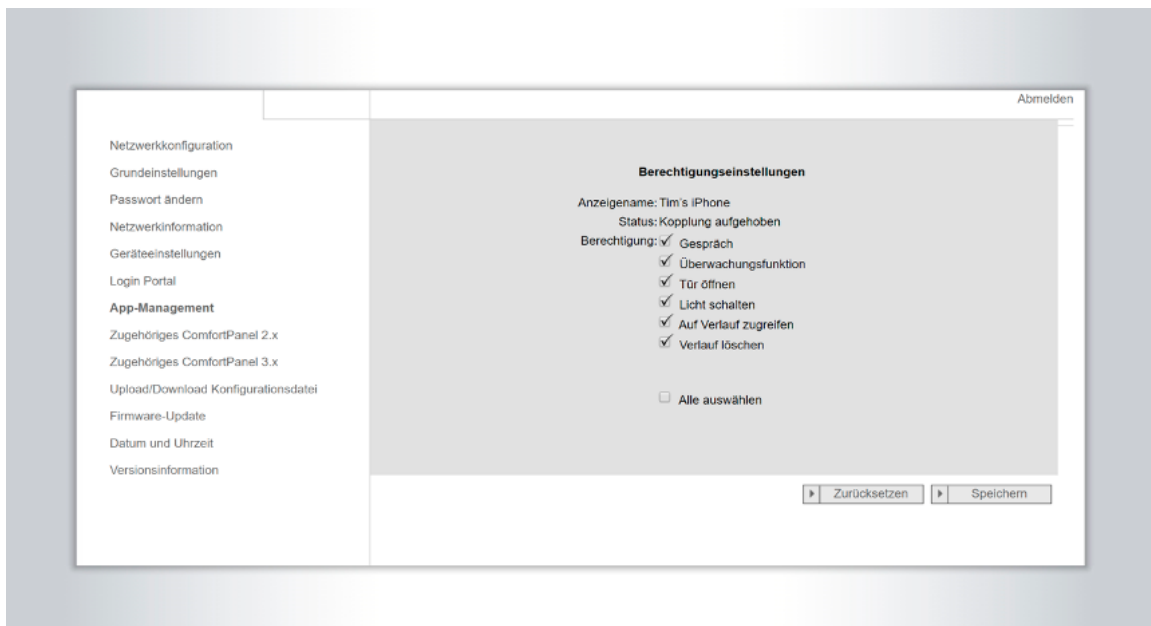 Abmelden
Netzwerkkonfiguration
Grundeinstellungen
Passwort ändern
Netzwerkinformation
Geräteeinstellungen
Login Portal
App-Management
Zugehöriges ComfortPanel 2.x
Zugehöriges ComfortPanel 3.x
Upload/Download Konfigurationsdatei
Firmware-Update
Datum und Uhrzeit
Versionsinformation
Berechtigungseinstellungen
Anzeigename: Tim's iPhone
Status: Kopplung aufgehoben
Berechtigung: Gespräch
Überwachungsfunktion
Tür öffnen
Licht schalten
Auf Verlauf zugreifen
Verlauf löschen
Alle auswählen
Zurücksetzen Speichern